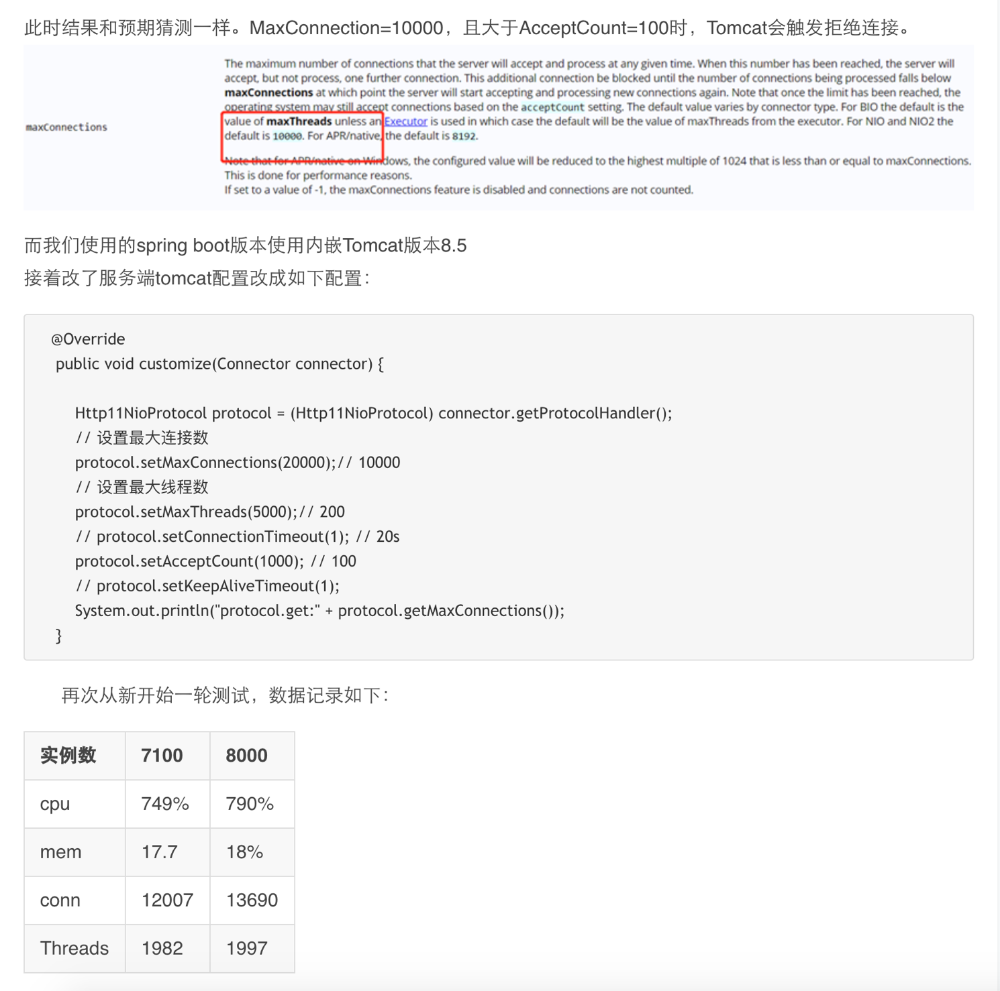 此时结果和预期猜测一样。MaxConnection=10000，且大于AcceptCount=100时，Tomcat会触发拒绝连接。
The maximum number of connections that the server will accept and process at any given time. When this number has been reached, the server will
accept, but not process, one further connection. This additional connection be blocked until the number of connections being processed falls below
maxConnections at which point the server will start accepting and processing new connections again. Note that once the limit has been reached, the
operating system may still accept connections based on the acceptCount setting. The default value varies by connector type. For BIO the default is the
maxConnections value of maxThreads unless an Executor is used in which case the default will be the value of maxThreads from the executor. For NIO and NIO2 the
default is 10000. For APR/native, the default is 8192.
Note that for APR/native on Windows, the configured value will be reduced to the highest multiple of 1024 that is less than or equal to maxConnections.
This is done for performance reasons.
If set to a value of -1, the maxConnections feature is disabled and connections are not counted.
而我们使用的spring boot版本使用内嵌Tomcat版本8.5
接着改了服务端tomcat配置改成如下配置：
@Override
public void customize(Connector connector) {
Http11NioProtocol protocol = (Http11NioProtocol) connector.getProtocolHandler();
// 设置最大连接数
protocol.setMaxConnections(20000);// 10000
// 设置最大线程数
protocol.setMaxThreads(5000);// 200
// protocol.setConnectionTimeout(1); // 20s
protocol.setAcceptCount(1000); // 100
// protocol.setKeepAliveTimeout(1);
System.out.println("protocol.get:" + protocol.getMaxConnections());
}
再次从新开始一轮测试，数据记录如下：
实例数 7100 8000
cpu 749% 790%
mem 17.7 18%
conn 12007 13690
Threads 1982 1997